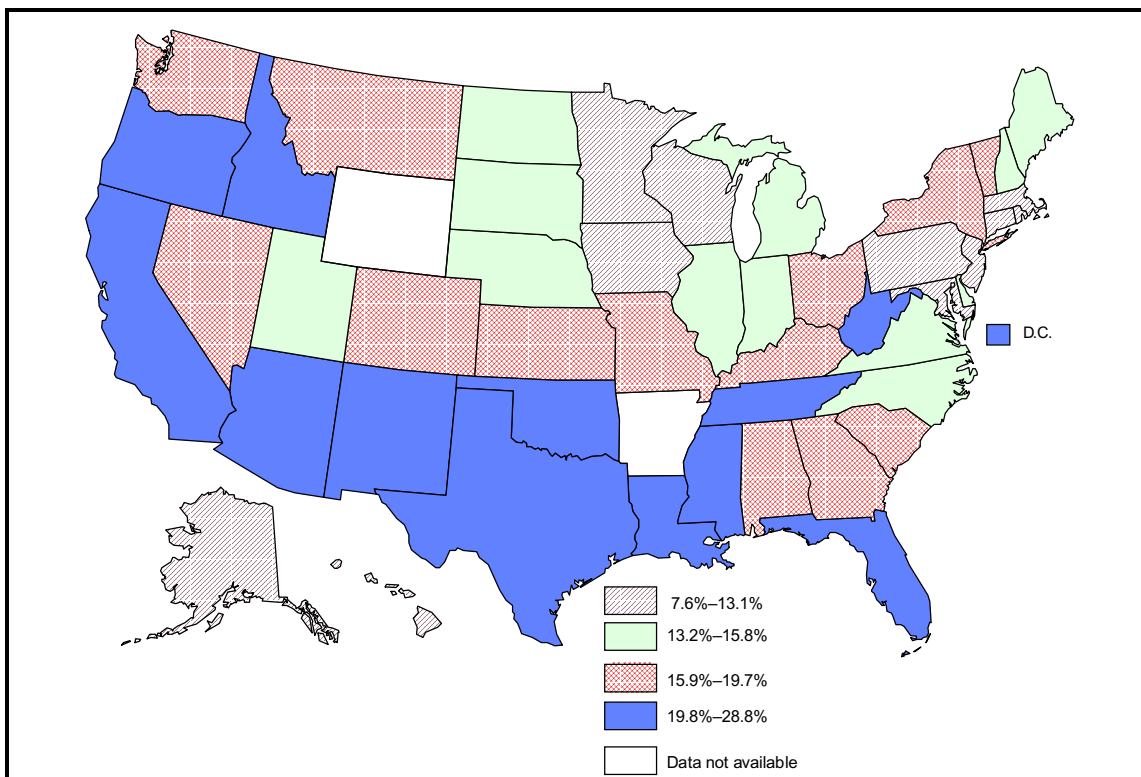 D.C.
7.6%–13.1%
13.2%–15.8%
15.9%–19.7%
19.8%–28.8%
Data not available